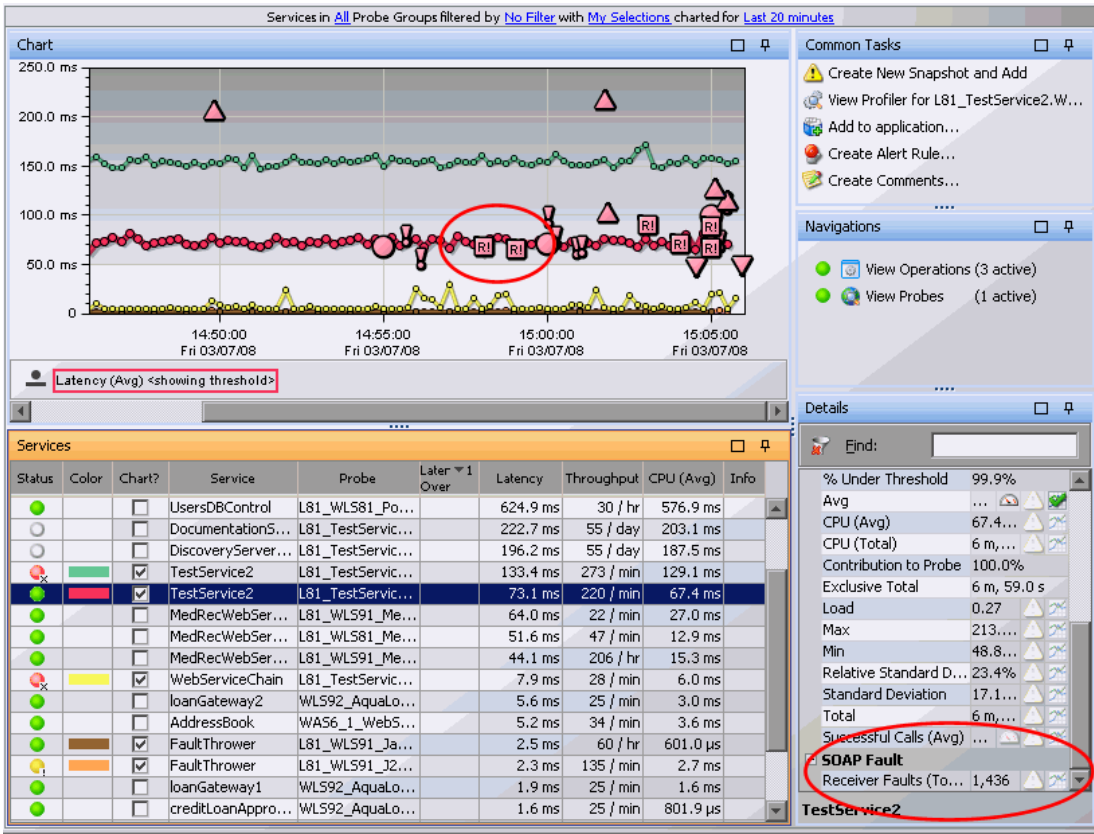 Services in All Probe Groups filtered by No Filter with My Selections charted for Last 20 minutes
Chart
250.0 ms
200.0 ms
150.0 ms
100.0 ms
50.0 ms
0
R! R! R! R! R! R!
14:50:00 14:55:00 15:00:00 15:05:00
Fri 03/07/08 Fri 03/07/08 Fri 03/07/08 Fri 03/07/08
Latency (Avg) <showing threshold>
Common Tasks
Create New Snapshot and Add
View Profiler for L81_TestService2.W...
Add to application...
Create Alert Rule...
Create Comments...
Navigations
View Operations (3 active)
View Probes (1 active)
Services
Status Color Chart? Service Probe Later 1 Over Latency Throughput CPU (Avg) Info
UsersDBControl L81_WLS81_Po... 624.9 ms 30 / hr 576.9 ms
DocumentationS... L81_TestServic... 222.7 ms 55 / day 203.1 ms
DiscoveryServer... L81_TestServic... 196.2 ms 55 / day 187.5 ms
TestService2 L81_TestServic... 133.4 ms 273 / min 129.1 ms
TestService2 L81_TestServic... 73.1 ms 220 / min 67.4 ms
MedRecWebSer... L81_WLS91_Me... 64.0 ms 22 / min 27.0 ms
MedRecWebSer... L81_WLS81_Me... 51.6 ms 47 / min 12.9 ms
MedRecWebSer... L81_WLS91_Me... 44.1 ms 206 / hr 15.3 ms
WebServiceChain L81_TestServic... 7.9 ms 28 / min 6.0 ms
loanGateway2 WLS92_AquaLo... 5.6 ms 25 / min 3.0 ms
AddressBook WAS6_1_WebS... 5.2 ms 34 / min 3.6 ms
FaultThrower L81_WLS91_Ja... 2.5 ms 60 / hr 601.0 µs
FaultThrower L81_WLS91_J2... 2.3 ms 135 / min 2.7 ms
loanGateway1 WLS92_AquaLo... 1.9 ms 25 / min 1.6 ms
creditLoanAppro... WLS92_AquaLo... 1.6 ms 25 / min 801.9 µs
Details
Find:
% Under Threshold 99.9%
Avg ...
CPU (Avg) 67.4...
CPU (Total) 6 m,...
Contribution to Probe 100.0%
Exclusive Total 6 m, 59.0 s
Load 0.27
Max 213....
Min 48.8...
Relative Standard D... 23.4%
Standard Deviation 17.1...
Total 6 m,...
Successful Calls (Avg) ...
SOAP Fault
Receiver Faults (To... 1,436
TestService2